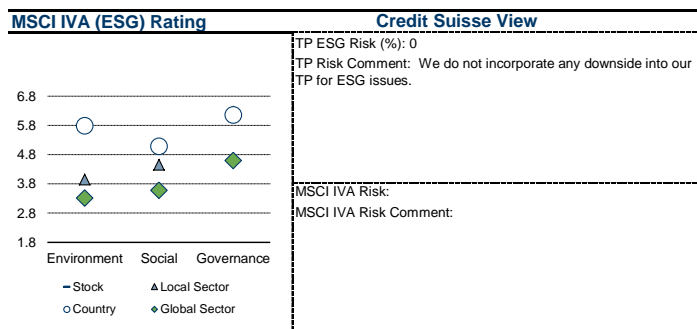 MSCI IVA (ESG) Rating
Credit Suisse View
TP ESG Risk (%): 0
TP Risk Comment: We do not incorporate any downside into our
TP for ESG issues.
6.8
5.8
4.8
3.8
2.8
1.8
Environment Social Governance
Stock Local Sector
Country Global Sector
MSCI IVA Risk:
MSCI IVA Risk Comment: